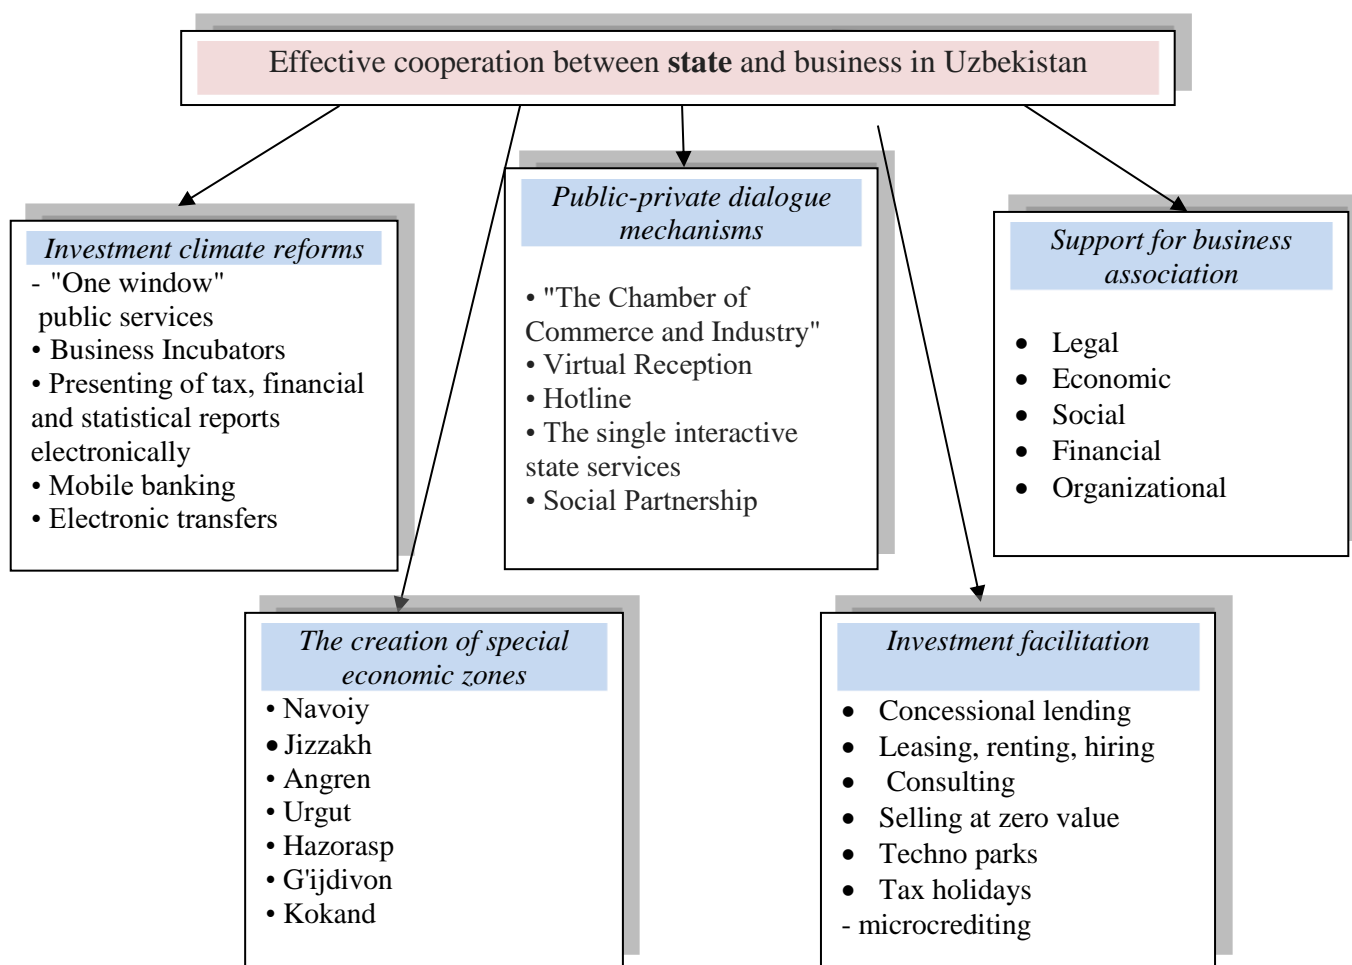 Effective cooperation between state and business in Uzbekistan
Investment climate reforms
- "One window"
public services
• Business Incubators
• Presenting of tax, financial
and statistical reports
electronically
• Mobile banking
• Electronic transfers
Public-private dialogue
mechanisms
• "The Chamber of
Commerce and Industry"
• Virtual Reception
• Hotline
• The single interactive
state services
• Social Partnership
Support for business
association
• Legal
• Economic
• Social
• Financial
• Organizational
The creation of special
economic zones
• Navoiy
• Jizzakh
• Angren
• Urgut
• Hazorasp
• G'ijdivon
• Kokand
Investment facilitation
• Concessional lending
• Leasing, renting, hiring
• Consulting
• Selling at zero value
• Techno parks
• Tax holidays
- microcrediting